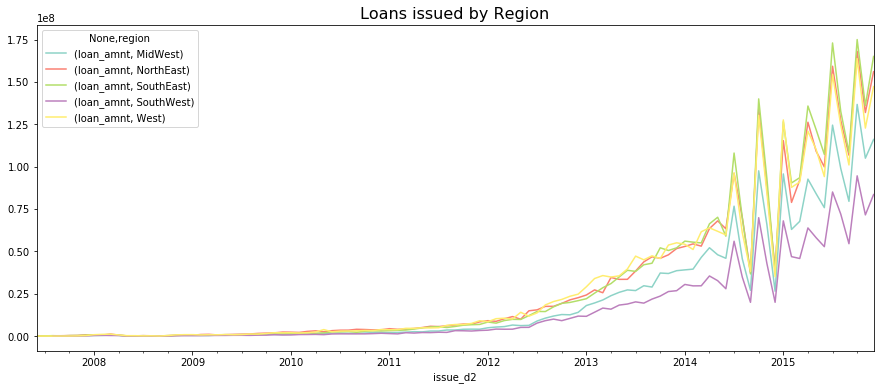 Loans issued by Region
1e8
None,region
(loan_amnt, MidWest)
(loan_amnt, NorthEast)
(loan_amnt, SouthEast)
(loan_amnt, SouthWest)
(loan_amnt, West)
1.75
1.50
1.25
1.00
0.75
0.50
0.25
0.00
2008 2009 2010 2011 2012 2013 2014 2015
issue_d2